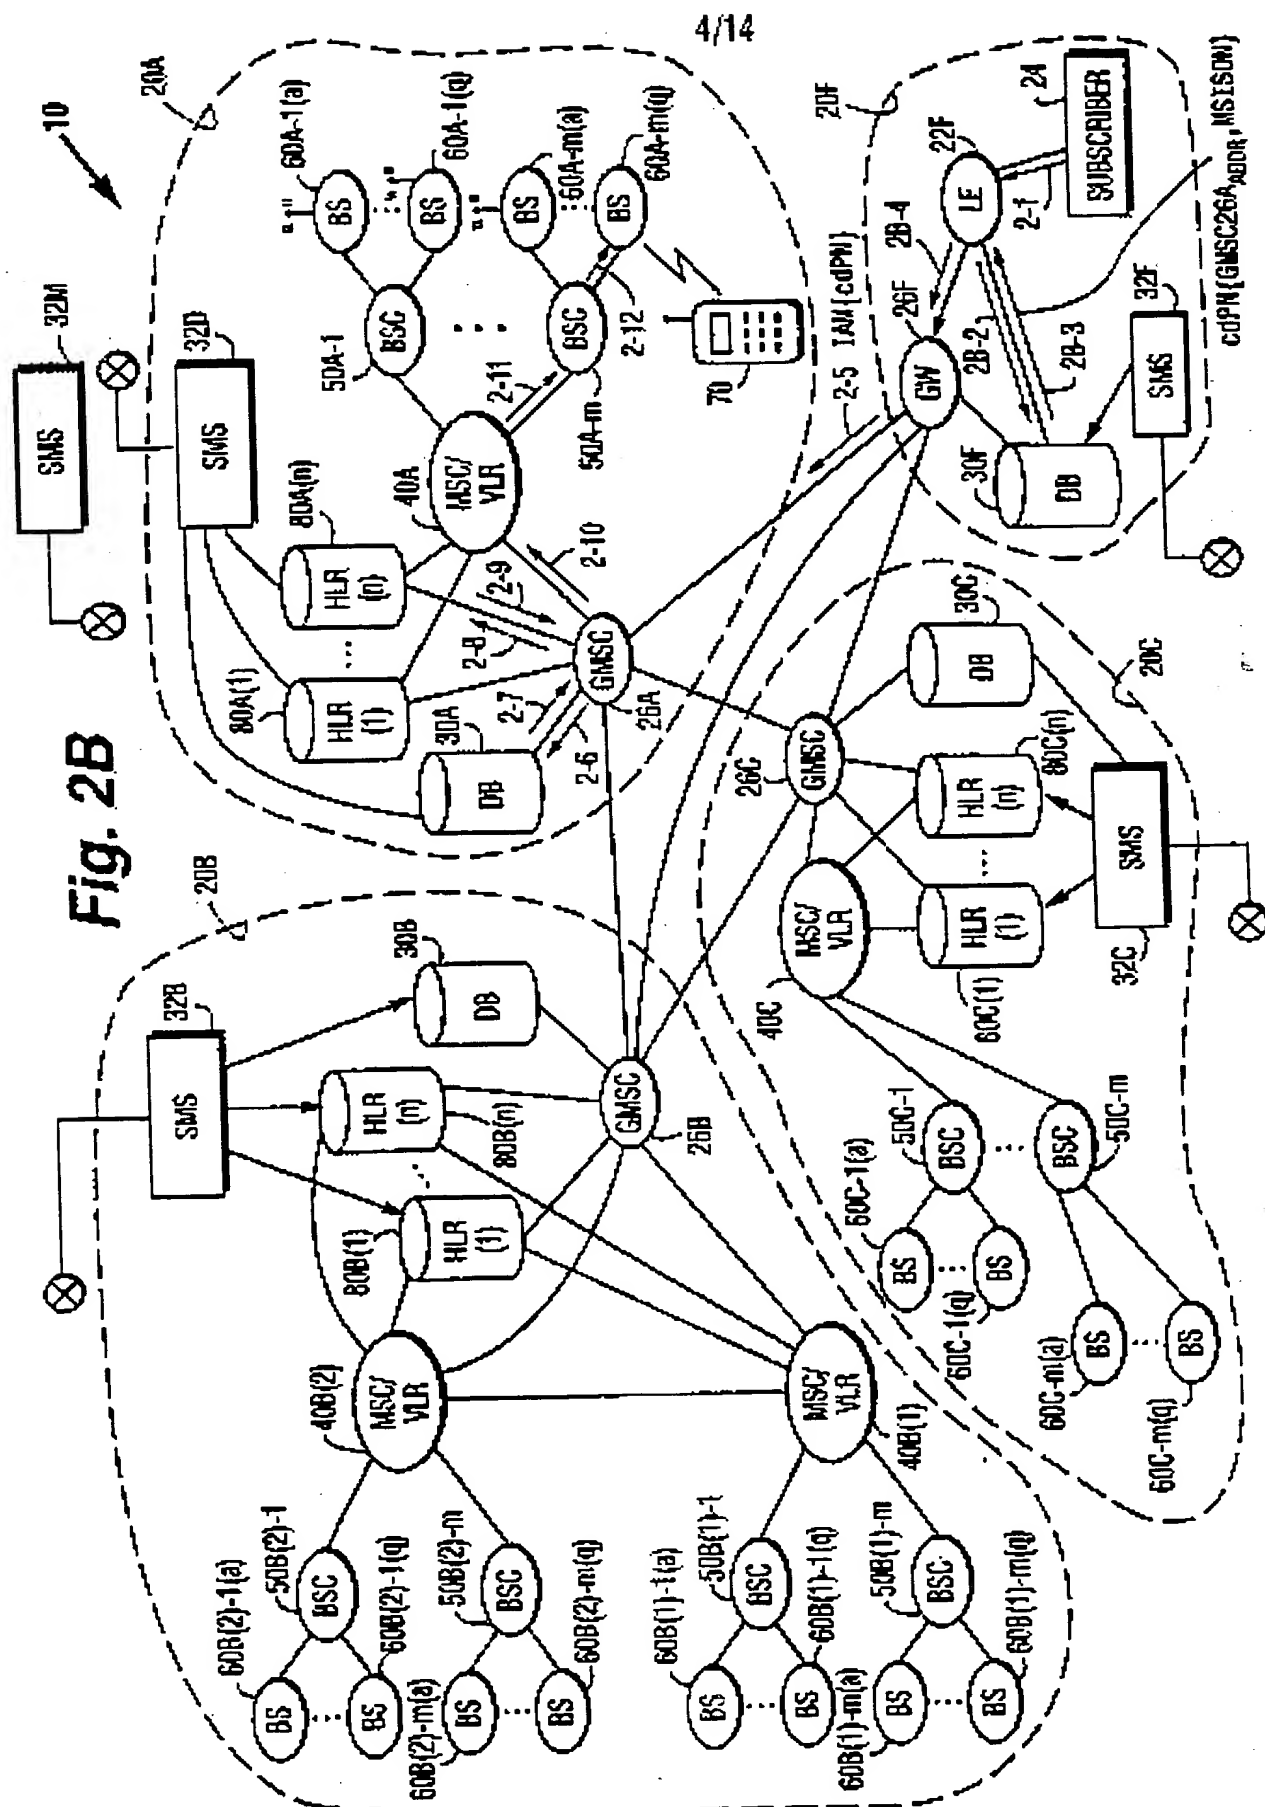 4/14
Fig. 2B
10
SMS
32M
20A
SMS
32D
60A-1(a)
BS
BS
60A-1(q)
BS
60A-m(a)
BS
60A-m(q)
BSC
50A-1
BSC
50A-m
2-12
2-11
70
MSC/
VLR
40A
HLR
(n)
80A(n)
HLR
(1)
80A(1)
DB
30A
2-6
2-7
2-8
2-9
2-10
GMSC
26A
20F
LE
22F
SUBSCRIBER
24
2-1
2B-4
26F
GW
2-5 IAM{cdPN}
2B-2
2B-3
30F
DB
SMS
32F
cdPN{GMSC26A ADDR, MSISDN}
20B
SMS
32B
DB
30B
HLR
(n)
80B(n)
HLR
(1)
80B(1)
GMSC
26B
MSC/
VLR
40B(2)
MSC/
VLR
40B(1)
50B(2)-1
BSC
50B(2)-m
BSC
60B(2)-1(a)
BS
60B(2)-1(q)
BS
60B(2)-m(a)
BS
60B(2)-m(q)
BS
50B(1)-1
BSC
50B(1)-m
BSC
60B(1)-1(a)
BS
60B(1)-1(q)
BS
60B(1)-m(a)
BS
60B(1)-m(q)
BS
20C
GMSC
26C
DB
30C
HLR
(n)
80C(n)
HLR
(1)
60C(1)
SMS
32C
MSC/
VLR
40C
50C-1
BSC
50C-m
BSC
60C-1(a)
BS
60C-1(q)
BS
60C-m(a)
BS
60C-m(q)
BS